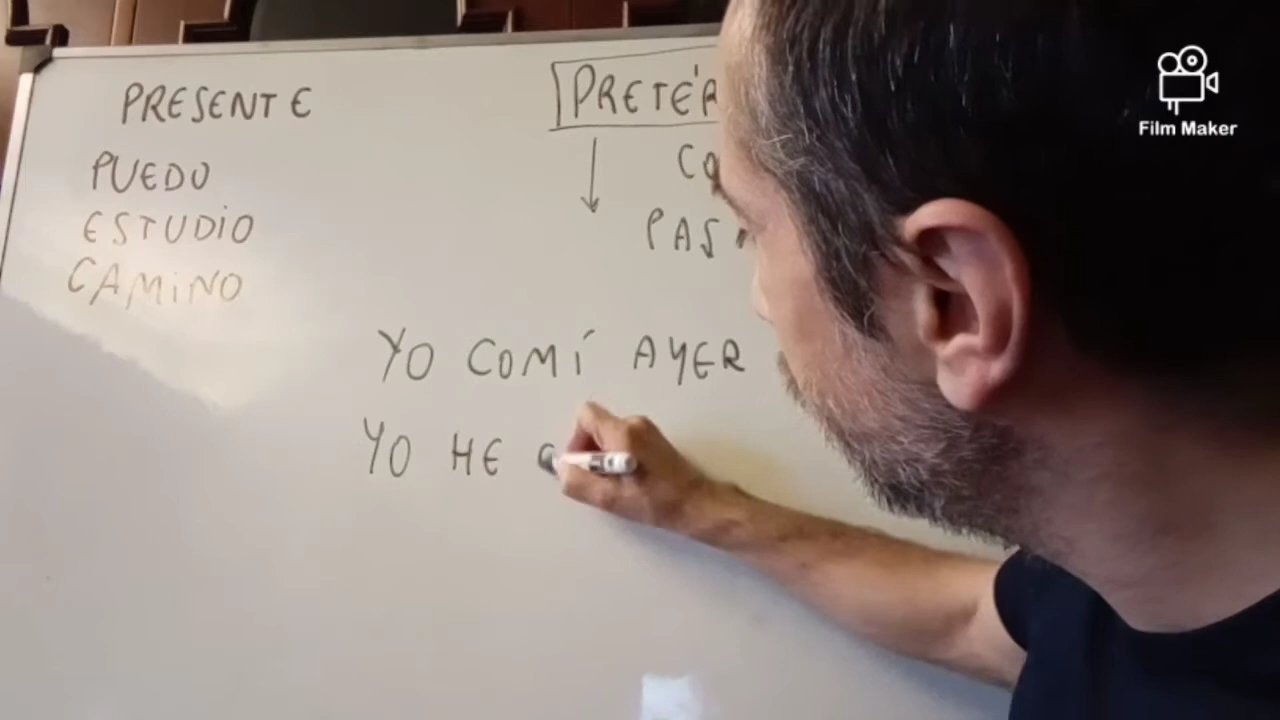 PRESENTE
PUEDO
ESTUDIO
CAMINO
PRETÉR
CO
PAS
YO COMÍ AYER
YO HE
Film Maker